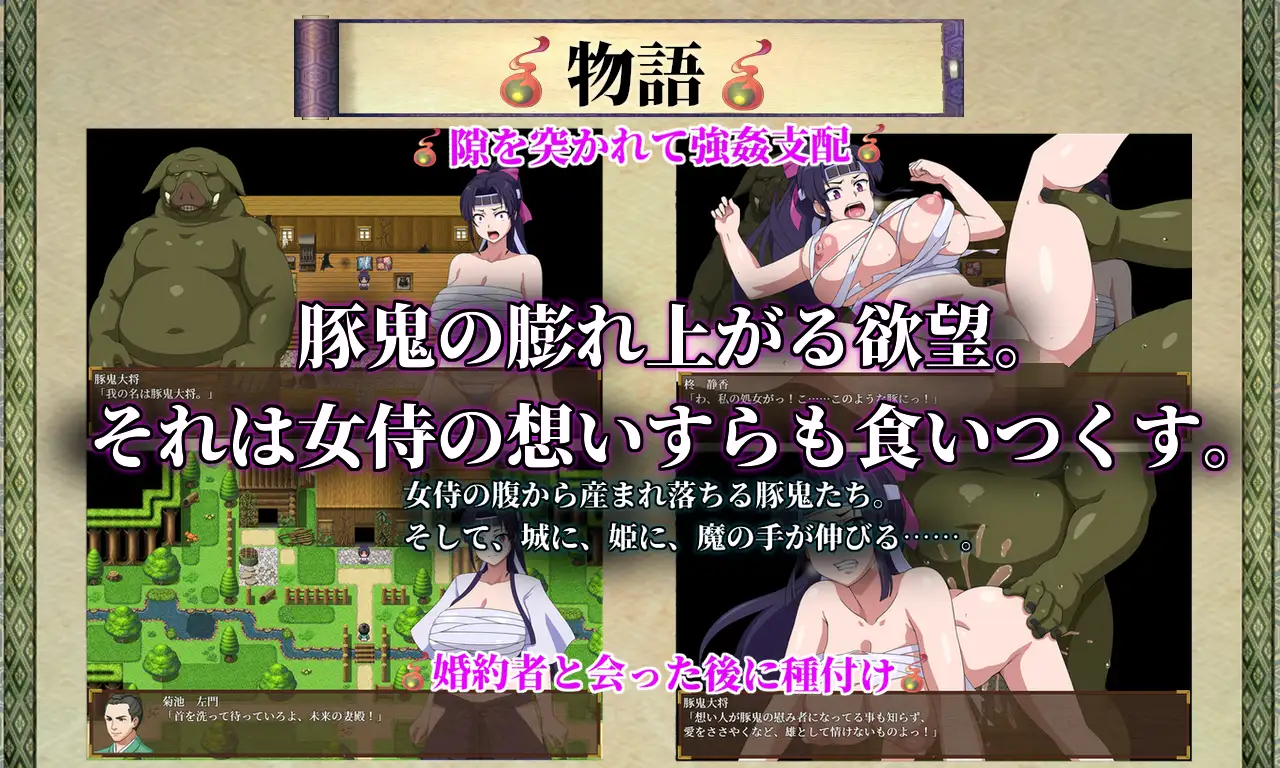 物語
隙を突かれて強姦支配
豚鬼大将
「我の名は豚鬼大将。」
柊 静香
「わ、私の処女がっ！こ……このような豚にっ！」
豚鬼の膨れ上がる欲望。
それは女侍の想いすらも食いつくす。
女侍の腹から産まれ落ちる豚鬼たち。
そして、城に、姫に、魔の手が伸びる……。
婚約者と会った後に種付け
菊池 左門
「首を洗って待っているよ、未来の妻殿！」
豚鬼大将
「想い人が豚鬼の慰み者になってる事も知らず、
愛をささやくなど、雄として情けないものよっ！」